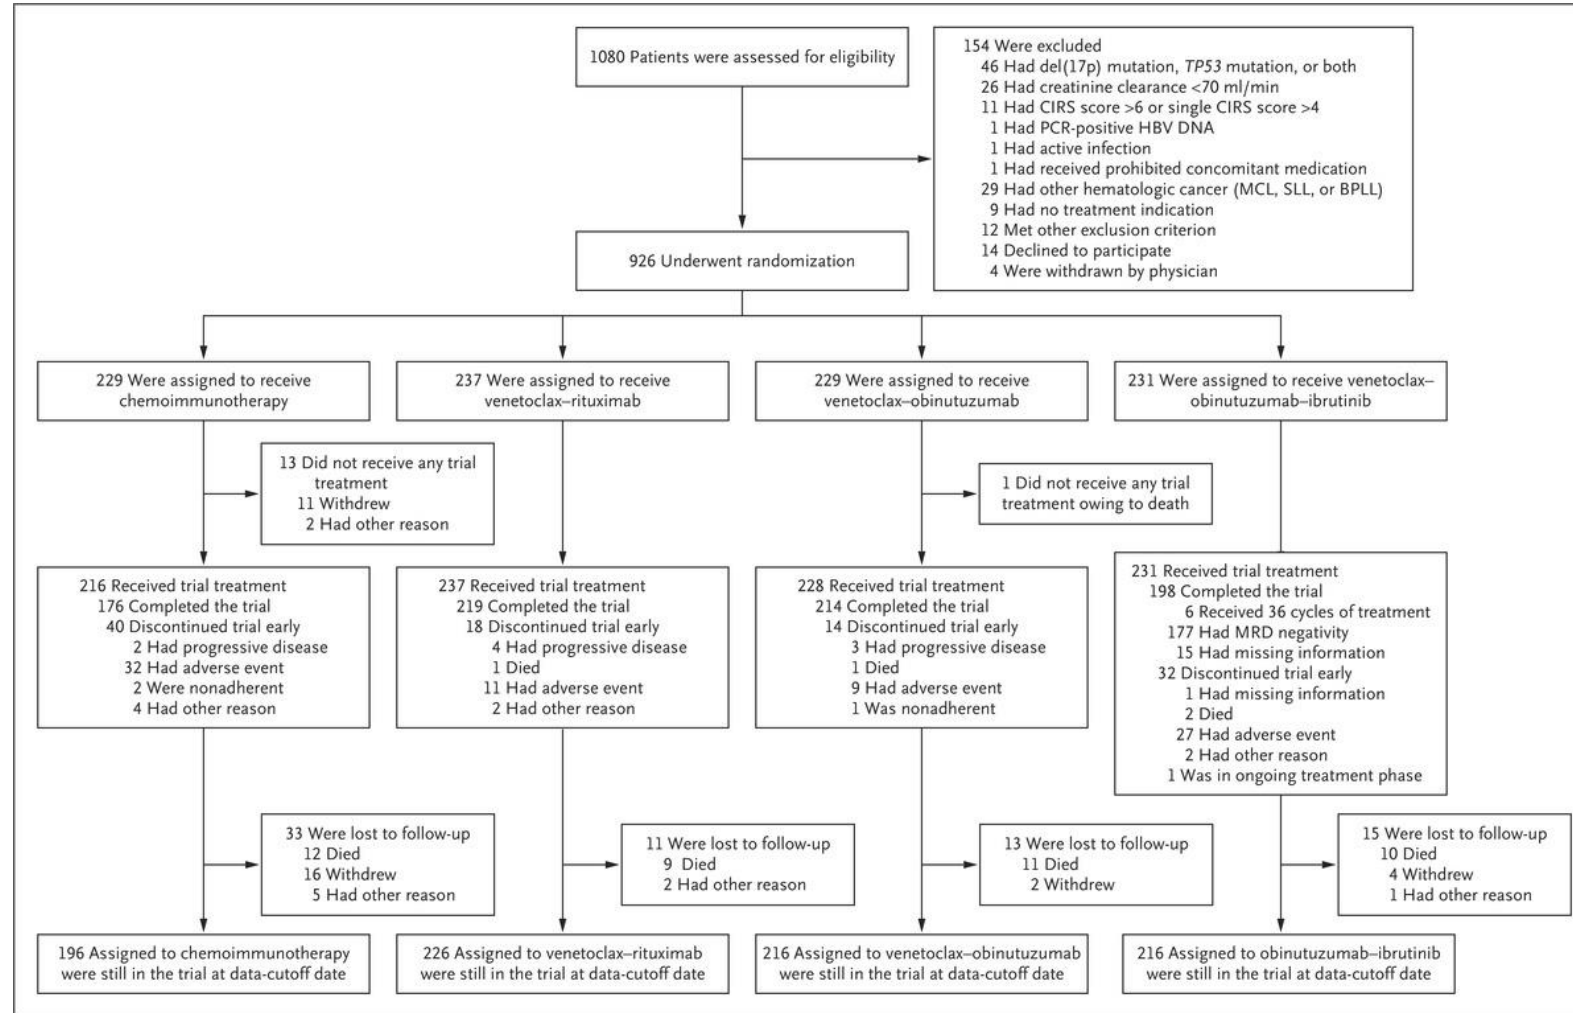 1080 Patients were assessed for eligibility
154 Were excluded
46 Had del(17p) mutation, TP53 mutation, or both
26 Had creatinine clearance <70 ml/min
11 Had CIRS score >6 or single CIRS score >4
1 Had PCR-positive HBV DNA
1 Had active infection
1 Had received prohibited concomitant medication
29 Had other hematologic cancer (MCL, SLL, or BPLL)
9 Had no treatment indication
12 Met other exclusion criterion
14 Declined to participate
4 Were withdrawn by physician
926 Underwent randomization
229 Were assigned to receive
chemoimmunotherapy
237 Were assigned to receive
venetoclax–rituximab
229 Were assigned to receive
venetoclax–obinutuzumab
231 Were assigned to receive venetoclax–
obinutuzumab–ibrutinib
13 Did not receive any trial
treatment
11 Withdrew
2 Had other reason
1 Did not receive any trial
treatment owing to death
216 Received trial treatment
176 Completed the trial
40 Discontinued trial early
2 Had progressive disease
32 Had adverse event
2 Were nonadherent
4 Had other reason
237 Received trial treatment
219 Completed the trial
18 Discontinued trial early
4 Had progressive disease
1 Died
11 Had adverse event
2 Had other reason
228 Received trial treatment
214 Completed the trial
14 Discontinued trial early
3 Had progressive disease
1 Died
9 Had adverse event
1 Was nonadherent
231 Received trial treatment
198 Completed the trial
6 Received 36 cycles of treatment
177 Had MRD negativity
15 Had missing information
32 Discontinued trial early
1 Had missing information
2 Died
27 Had adverse event
2 Had other reason
1 Was in ongoing treatment phase
33 Were lost to follow-up
12 Died
16 Withdrew
5 Had other reason
11 Were lost to follow-up
9 Died
2 Had other reason
13 Were lost to follow-up
11 Died
2 Withdrew
15 Were lost to follow-up
10 Died
4 Withdrew
1 Had other reason
196 Assigned to chemoimmunotherapy
were still in the trial at data-cutoff date
226 Assigned to venetoclax–rituximab
were still in the trial at data-cutoff date
216 Assigned to venetoclax–obinutuzumab
were still in the trial at data-cutoff date
216 Assigned to obinutuzumab–ibrutinib
were still in the trial at data-cutoff date